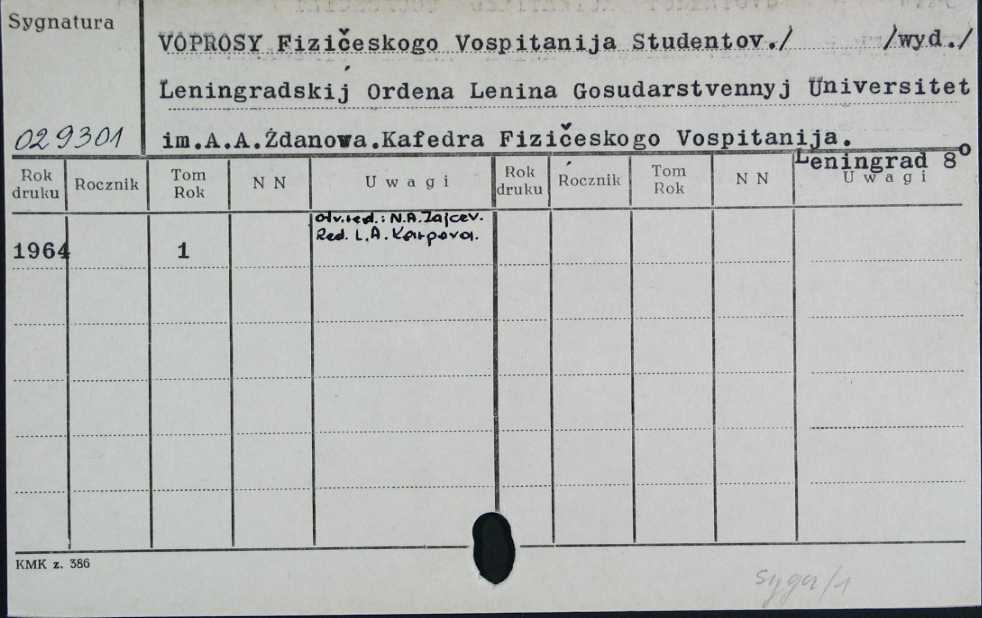 Sygnatura
VOPROSY Fizičeskogo Vospitanija Studentov./ /wyd./
Leningradskij Ordena Lenina Gosudarstvennyj Universitet
029301
im.A.A.Ždanowa.Kafedra Fizičeskogo Vospitanija.
Leningrad 8°
Rok druku Rocznik Tom Rok N N Uwagi Rok druku Rocznik Tom Rok N N Uwagi
otv.red.: N.A.Zajcev.
Red. L.A. Karpova.
1964 1
KMK z. 386